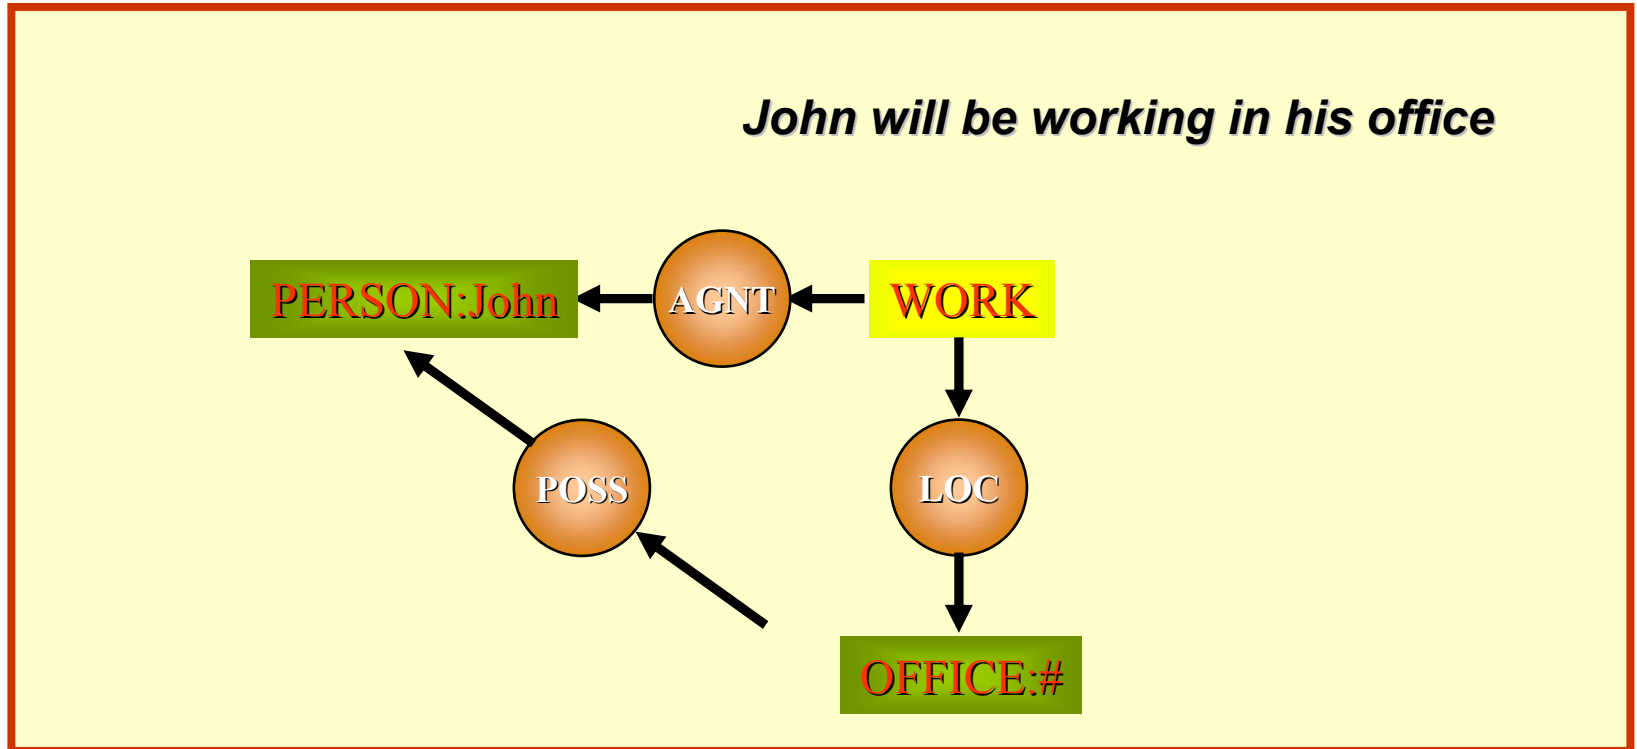 John will be working in his office
PERSON:John
AGNT
WORK
POSS
LOC
OFFICE:#